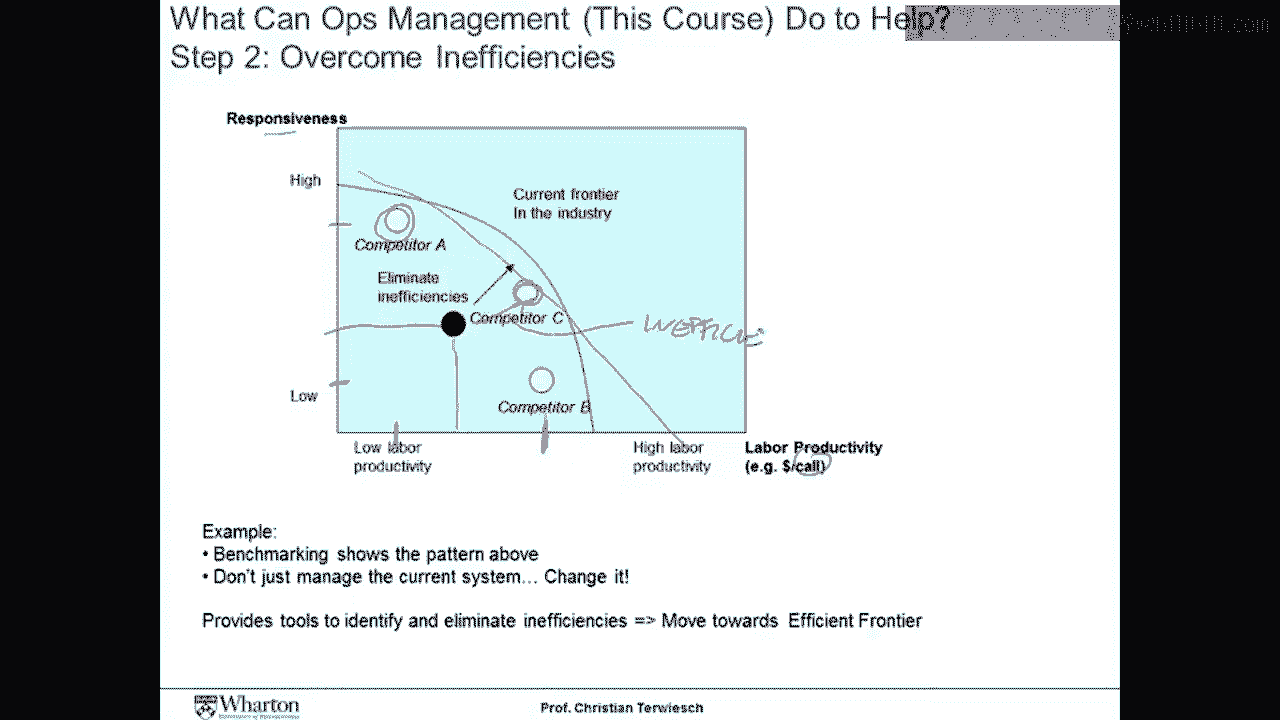 What Can Ops Management (This Course) Do to Help?
Step 2: Overcome Inefficiencies
Responsiveness
High
Current frontier
In the industry
Competitor A
Eliminate
inefficiencies
Competitor C
INEFFICIE
Low
Competitor B
Low labor
productivity
High labor
productivity
Labor Productivity
(e.g. $/call)
Example:
• Benchmarking shows the pattern above
• Don't just manage the current system... Change it!
Provides tools to identify and eliminate inefficiencies => Move towards Efficient Frontier
Wharton
Prof. Christian Terwiesch